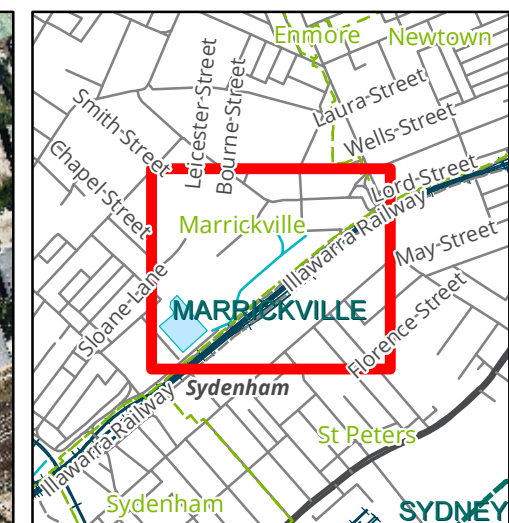 Enmore
Newtown
Leicester-Street
Bourne-Street
Smith-Street
Laura-Street
Wells-Street
Chapel-Street
Lord-Street
Marrickville
Illawarra Railway
May-Street
Sloane-Lane
MARRICKVILLE
Florence-Street
Sydenham
Illawarra Railway
St Peters
Sydenham
SYDNEY